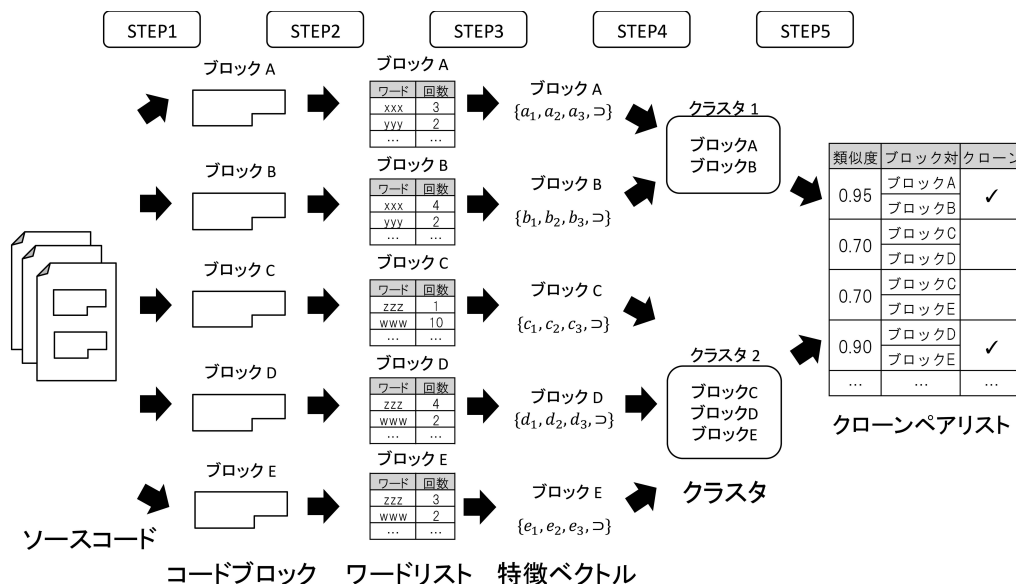 STEP1
STEP2
STEP3
STEP4
STEP5
ブロック A
ブロック B
ブロック C
ブロック D
ブロック E
ブロック A
ワード 回数
xxx 3
yyy 2
… …
ブロック B
ワード 回数
xxx 4
yyy 2
… …
ブロック C
ワード 回数
zzz 1
www 10
… …
ブロック D
ワード 回数
zzz 4
www 2
… …
ブロック E
ワード 回数
zzz 3
www 2
… …
ブロック A
{a₁, a₂, a₃, ⊃}
ブロック B
{b₁, b₂, b₃, ⊃}
ブロック C
{c₁, c₂, c₃, ⊃}
ブロック D
{d₁, d₂, d₃, ⊃}
ブロック E
{e₁, e₂, e₃, ⊃}
クラスタ 1
ブロックA
ブロックB
クラスタ 2
ブロックC
ブロックD
ブロックE
類似度 ブロック対 クローン
0.95 ブロックA ✓
ブロックB
0.70 ブロックC
ブロックD
0.70 ブロックC
ブロックE
0.90 ブロックD ✓
ブロックE
… … …
クローンペアリスト
クラスタ
ソースコード
コードブロック
ワードリスト
特徴ベクトル